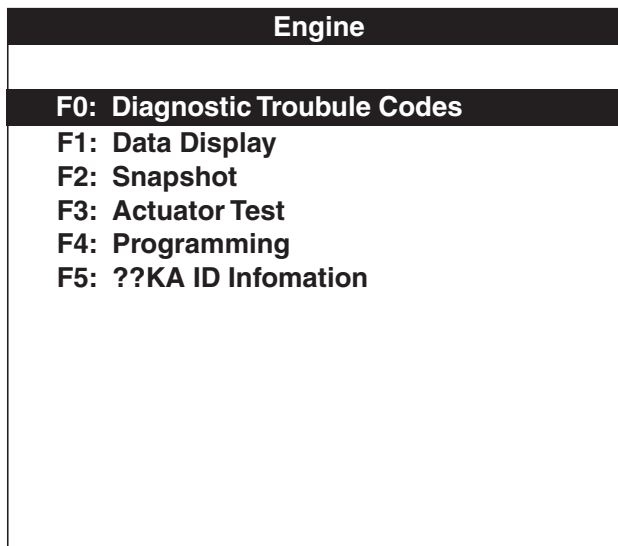 Engine
F0: Diagnostic Troubule Codes
F1: Data Display
F2: Snapshot
F3: Actuator Test
F4: Programming
F5: ??KA ID Infomation